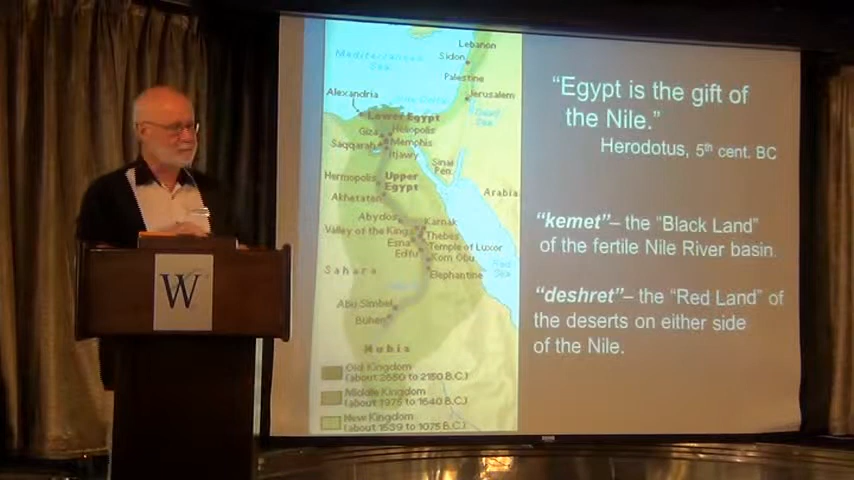 Lebanon
Mediterranean
Sea
Sidon
Palestine
Alexandria
Jerusalem
Dead
Sea
Lower Egypt
Giza
Heliopolis
Saqqarah
Memphis
Itjawy
Sinai
Pen.
Hermopolis
Upper
Egypt
Akhetaten
Arabia
Abydos
Karnak
Valley of the Kings
Thebes
Esna
Temple of Luxor
Edfu
Kom Obu
Red
Sea
Sahara
Elephantine
Abu Simbel
Buhen
Nubia
Old Kingdom
(about 2650 to 2150 B.C.)
Middle Kingdom
(about 1975 to 1640 B.C.)
New Kingdom
(about 1539 to 1075 B.C.)
“Egypt is the gift of
the Nile.”
Herodotus, 5th cent. BC
“kemet”– the “Black Land”
of the fertile Nile River basin.
“deshret”– the “Red Land” of
the deserts on either side
of the Nile.
W